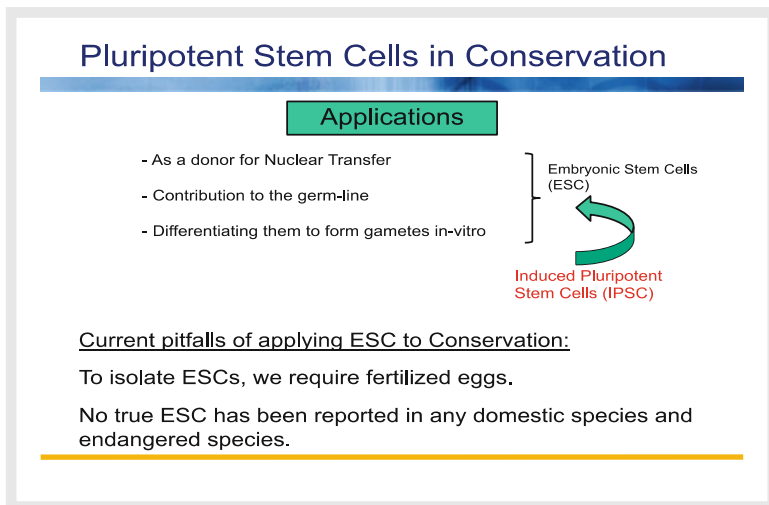 Pluripotent Stem Cells in Conservation
Applications
- As a donor for Nuclear Transfer
- Contribution to the germ-line
- Differentiating them to form gametes in-vitro
Embryonic Stem Cells
(ESC)
Induced Pluripotent
Stem Cells (IPSC)
Current pitfalls of applying ESC to Conservation:
To isolate ESCs, we require fertilized eggs.
No true ESC has been reported in any domestic species and
endangered species.